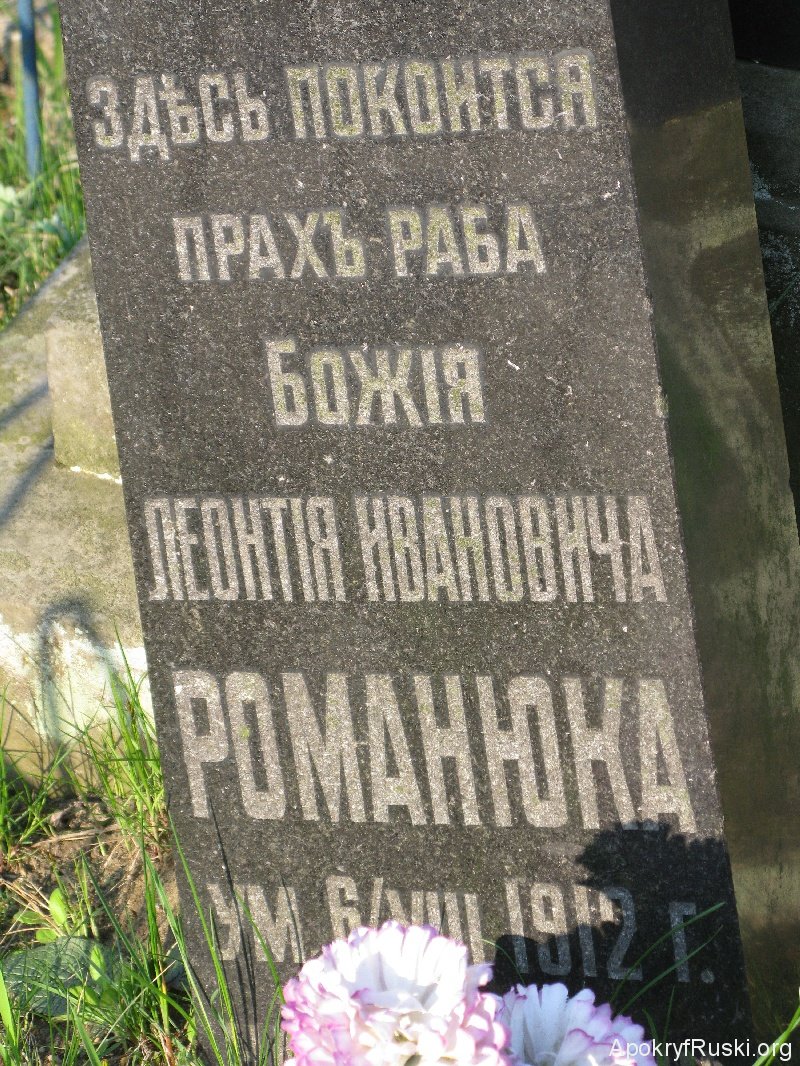 Здѣсь покоится
прахъ раба
Божія
Леонтія Ивановича
Романюка
ум 6/VIII 1912 г.
ApokryfRuski.org